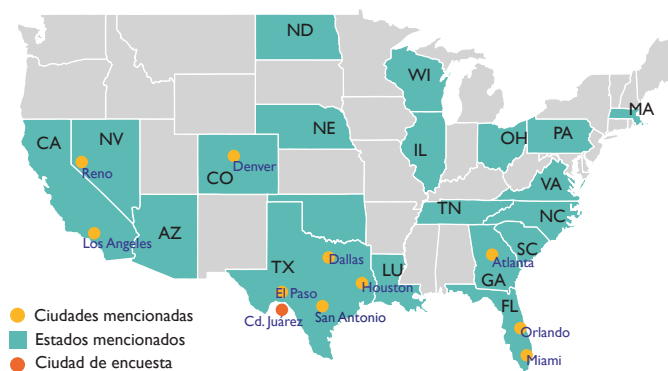 ND
WI
MA
CA
NV
NE
IL
OH
PA
Reno
Denver
CO
VA
TN
NC
AZ
SC
Los Angeles
Dallas
Atlanta
TX
LU
GA
El Paso
Houston
FL
Cd. Juárez
San Antonio
Orlando
Miami
Ciudades mencionadas
Estados mencionados
Ciudad de encuesta